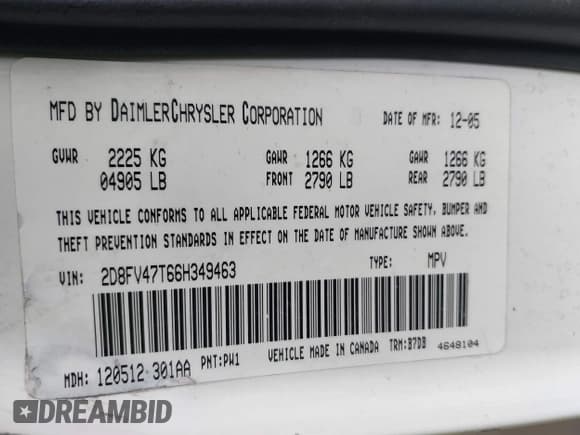 MFD BY DAIMLERCHRYSLER CORPORATION DATE OF MFR: 12-05
GVWR 2225 KG GAWR 1266 KG GAWR 1266 KG
04905 LB FRONT 2790 LB REAR 2790 LB
THIS VEHICLE CONFORMS TO ALL APPLICABLE FEDERAL MOTOR VEHICLE SAFETY, BUMPER AND
THEFT PREVENTION STANDARDS IN EFFECT ON THE DATE OF MANUFACTURE SHOWN ABOVE.
VIN: 2D8FV47T66H349463 TYPE: MPV
MDH: 120512 301AA PNT:PW1 VEHICLE MADE IN CANADA TRM:B7DB 4648104
DREAMBID